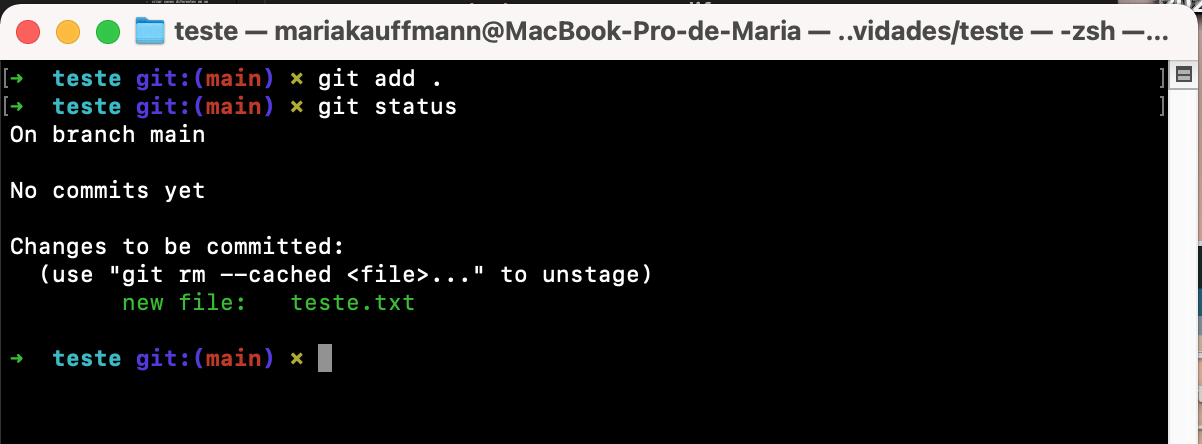 teste — mariakauffmann@MacBook-Pro-de-Maria — ..vidades/teste — -zsh —...
[➜  teste git:(main) ✗ git add .                                                  ]
[➜  teste git:(main) ✗ git status                                                 ]
On branch main
No commits yet
Changes to be committed:
  (use "git rm --cached <file>..." to unstage)
        new file:   teste.txt
➜  teste git:(main) ✗